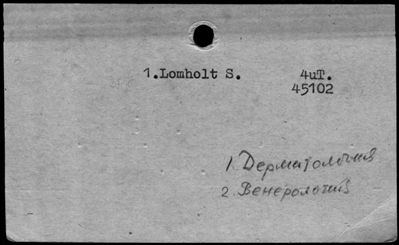 1.Lomholt S. 4uT.
45102
1. Дерматология
2. Венерология